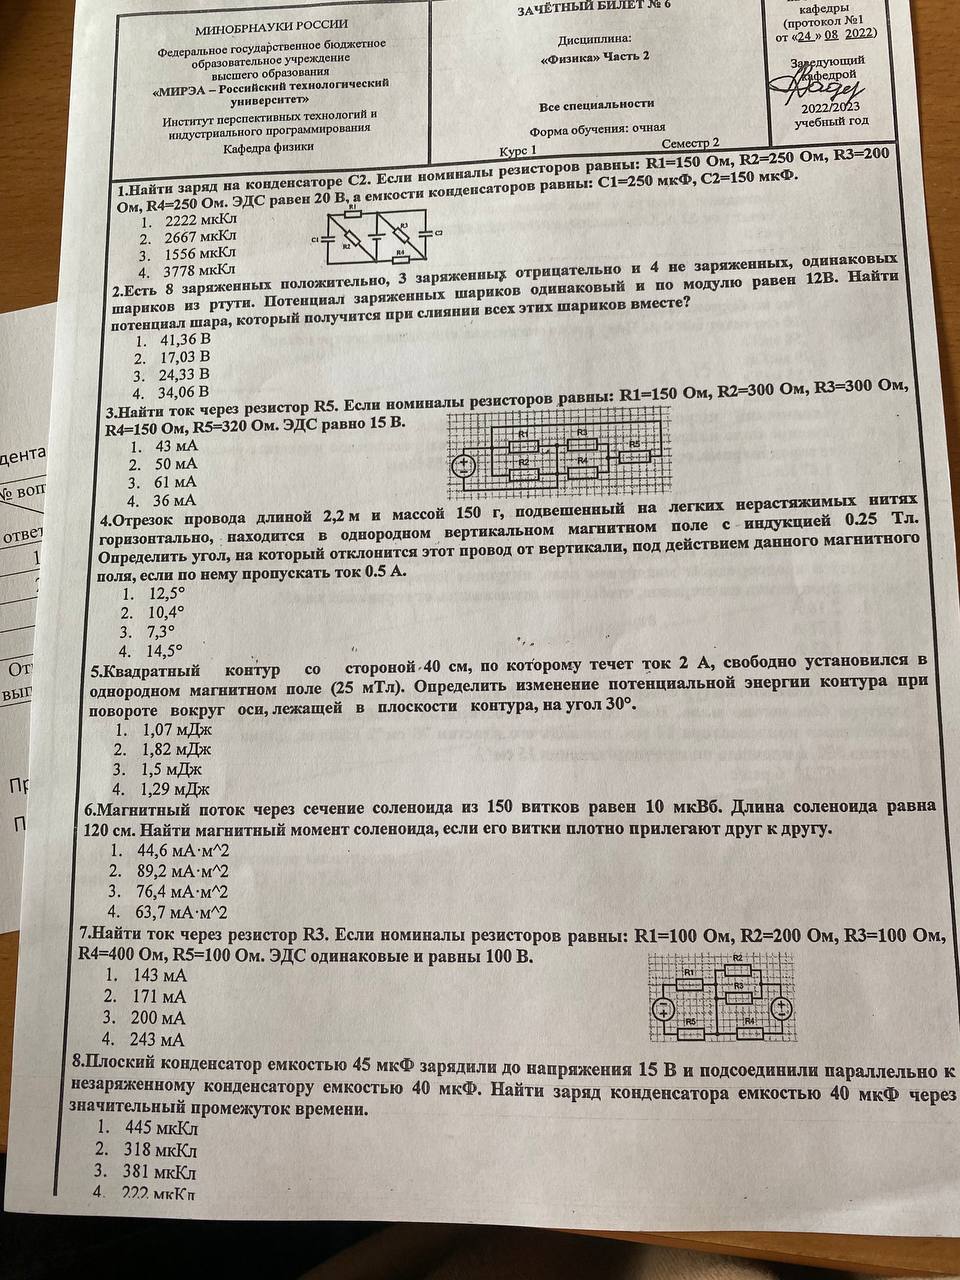 МИНОБРНАУКИ РОССИИ
Федеральное государственное бюджетное
образовательное учреждение
высшего образования
«МИРЭА – Российский технологический
университет»
Институт перспективных технологий и
индустриального программирования
Кафедра физики
ЗАЧЁТНЫЙ БИЛЕТ № 6
Дисциплина:
«Физика» Часть 2
Все специальности
Форма обучения: очная
Курс 1 Семестр 2
кафедры
(протокол №1
от «24 » 08 2022)
Заведующий
кафедрой
2022/2023
учебный год
1.Найти заряд на конденсаторе С2. Если номиналы резисторов равны: R1=150 Ом, R2=250 Ом, R3=200
Ом, R4=250 Ом. ЭДС равен 20 В, а емкости конденсаторов равны: С1=250 мкФ, С2=150 мкФ.
1. 2222 мкКл
2. 2667 мкКл
3. 1556 мкКл
4. 3778 мкКл
R1
C1
R2
R3
C2
R4
2.Есть 8 заряженных положительно, 3 заряженных отрицательно и 4 не заряженных, одинаковых
шариков из ртути. Потенциал заряженных шариков одинаковый и по модулю равен 12В. Найти
потенциал шара, который получится при слиянии всех этих шариков вместе?
1. 41,36 В
2. 17,03 В
3. 24,33 В
4. 34,06 В
3.Найти ток через резистор R5. Если номиналы резисторов равны: R1=150 Ом, R2=300 Ом, R3=300 Ом,
R4=150 Ом, R5=320 Ом. ЭДС равно 15 В.
1. 43 мА
2. 50 мА
3. 61 мА
4. 36 мА
R1
R3
R5
R2
R4
4.Отрезок провода длиной 2,2 м и массой 150 г, подвешенный на легких нерастяжимых нитях
горизонтально, находится в однородном вертикальном магнитном поле с индукцией 0.25 Тл.
Определить угол, на который отклонится этот провод от вертикали, под действием данного магнитного
поля, если по нему пропускать ток 0.5 А.
1. 12,5°
2. 10,4°
3. 7,3°
4. 14,5°
5.Квадратный контур со стороной 40 см, по которому течет ток 2 А, свободно установился в
однородном магнитном поле (25 мТл). Определить изменение потенциальной энергии контура при
повороте вокруг оси, лежащей в плоскости контура, на угол 30°.
1. 1,07 мДж
2. 1,82 мДж
3. 1,5 мДж
4. 1,29 мДж
6.Магнитный поток через сечение соленоида из 150 витков равен 10 мкВб. Длина соленоида равна
120 см. Найти магнитный момент соленоида, если его витки плотно прилегают друг к другу.
1. 44,6 мА·м^2
2. 89,2 мА·м^2
3. 76,4 мА·м^2
4. 63,7 мА·м^2
7.Найти ток через резистор R3. Если номиналы резисторов равны: R1=100 Ом, R2=200 Ом, R3=100 Ом,
R4=400 Ом, R5=100 Ом. ЭДС одинаковые и равны 100 В.
1. 143 мА
2. 171 мА
3. 200 мА
4. 243 мА
R2
R1
R3
R5
R4
8.Плоский конденсатор емкостью 45 мкФ зарядили до напряжения 15 В и подсоединили параллельно к
незаряженному конденсатору емкостью 40 мкФ. Найти заряд конденсатора емкостью 40 мкФ через
значительный промежуток времени.
1. 445 мкКл
2. 318 мкКл
3. 381 мкКл
4. 222 мкКл
дента
№ воп
ответ